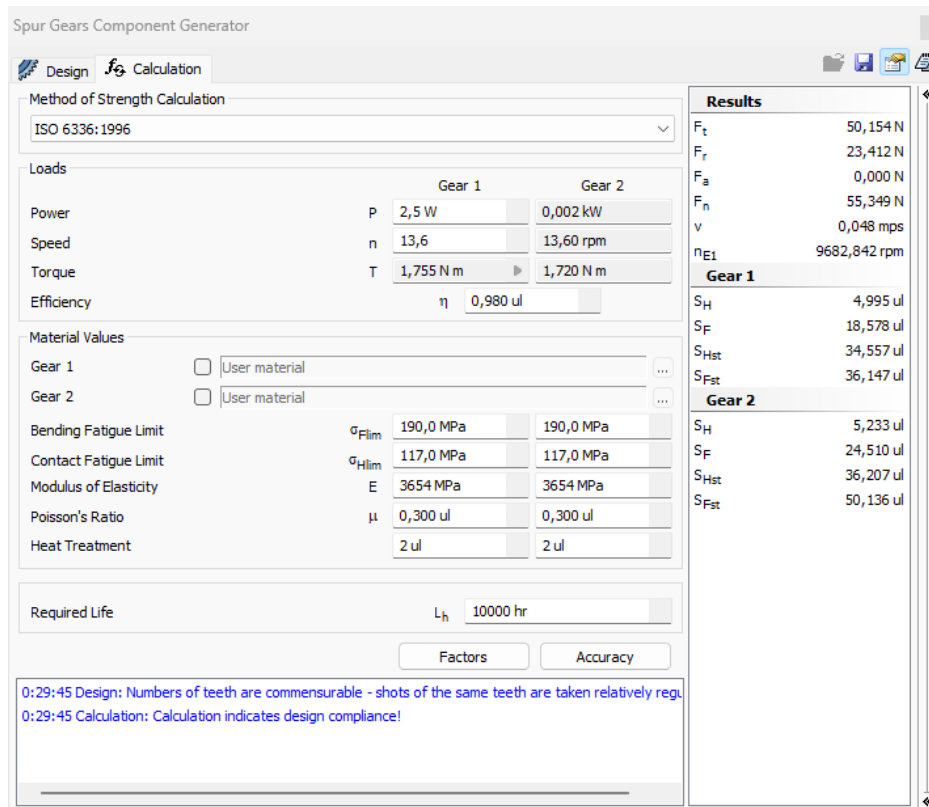 Spur Gears Component Generator
Design Calculation
Method of Strength Calculation
ISO 6336:1996
Loads
Gear 1 Gear 2
Power P 2,5 W 0,002 kW
Speed n 13,6 13,60 rpm
Torque T 1,755 N m 1,720 N m
Efficiency η 0,980 ul
Material Values
Gear 1 User material ...
Gear 2 User material ...
Bending Fatigue Limit σFlim 190,0 MPa 190,0 MPa
Contact Fatigue Limit σHlim 117,0 MPa 117,0 MPa
Modulus of Elasticity E 3654 MPa 3654 MPa
Poisson's Ratio μ 0,300 ul 0,300 ul
Heat Treatment 2 ul 2 ul
Required Life Lh 10000 hr
Factors Accuracy
0:29:45 Design: Numbers of teeth are commensurable - shots of the same teeth are taken relatively regu
0:29:45 Calculation: Calculation indicates design compliance!
Results
Ft 50,154 N
Fr 23,412 N
Fa 0,000 N
Fn 55,349 N
v 0,048 mps
nE1 9682,842 rpm
Gear 1
SH 4,995 ul
SF 18,578 ul
SHst 34,557 ul
SFst 36,147 ul
Gear 2
SH 5,233 ul
SF 24,510 ul
SHst 36,207 ul
SFst 50,136 ul